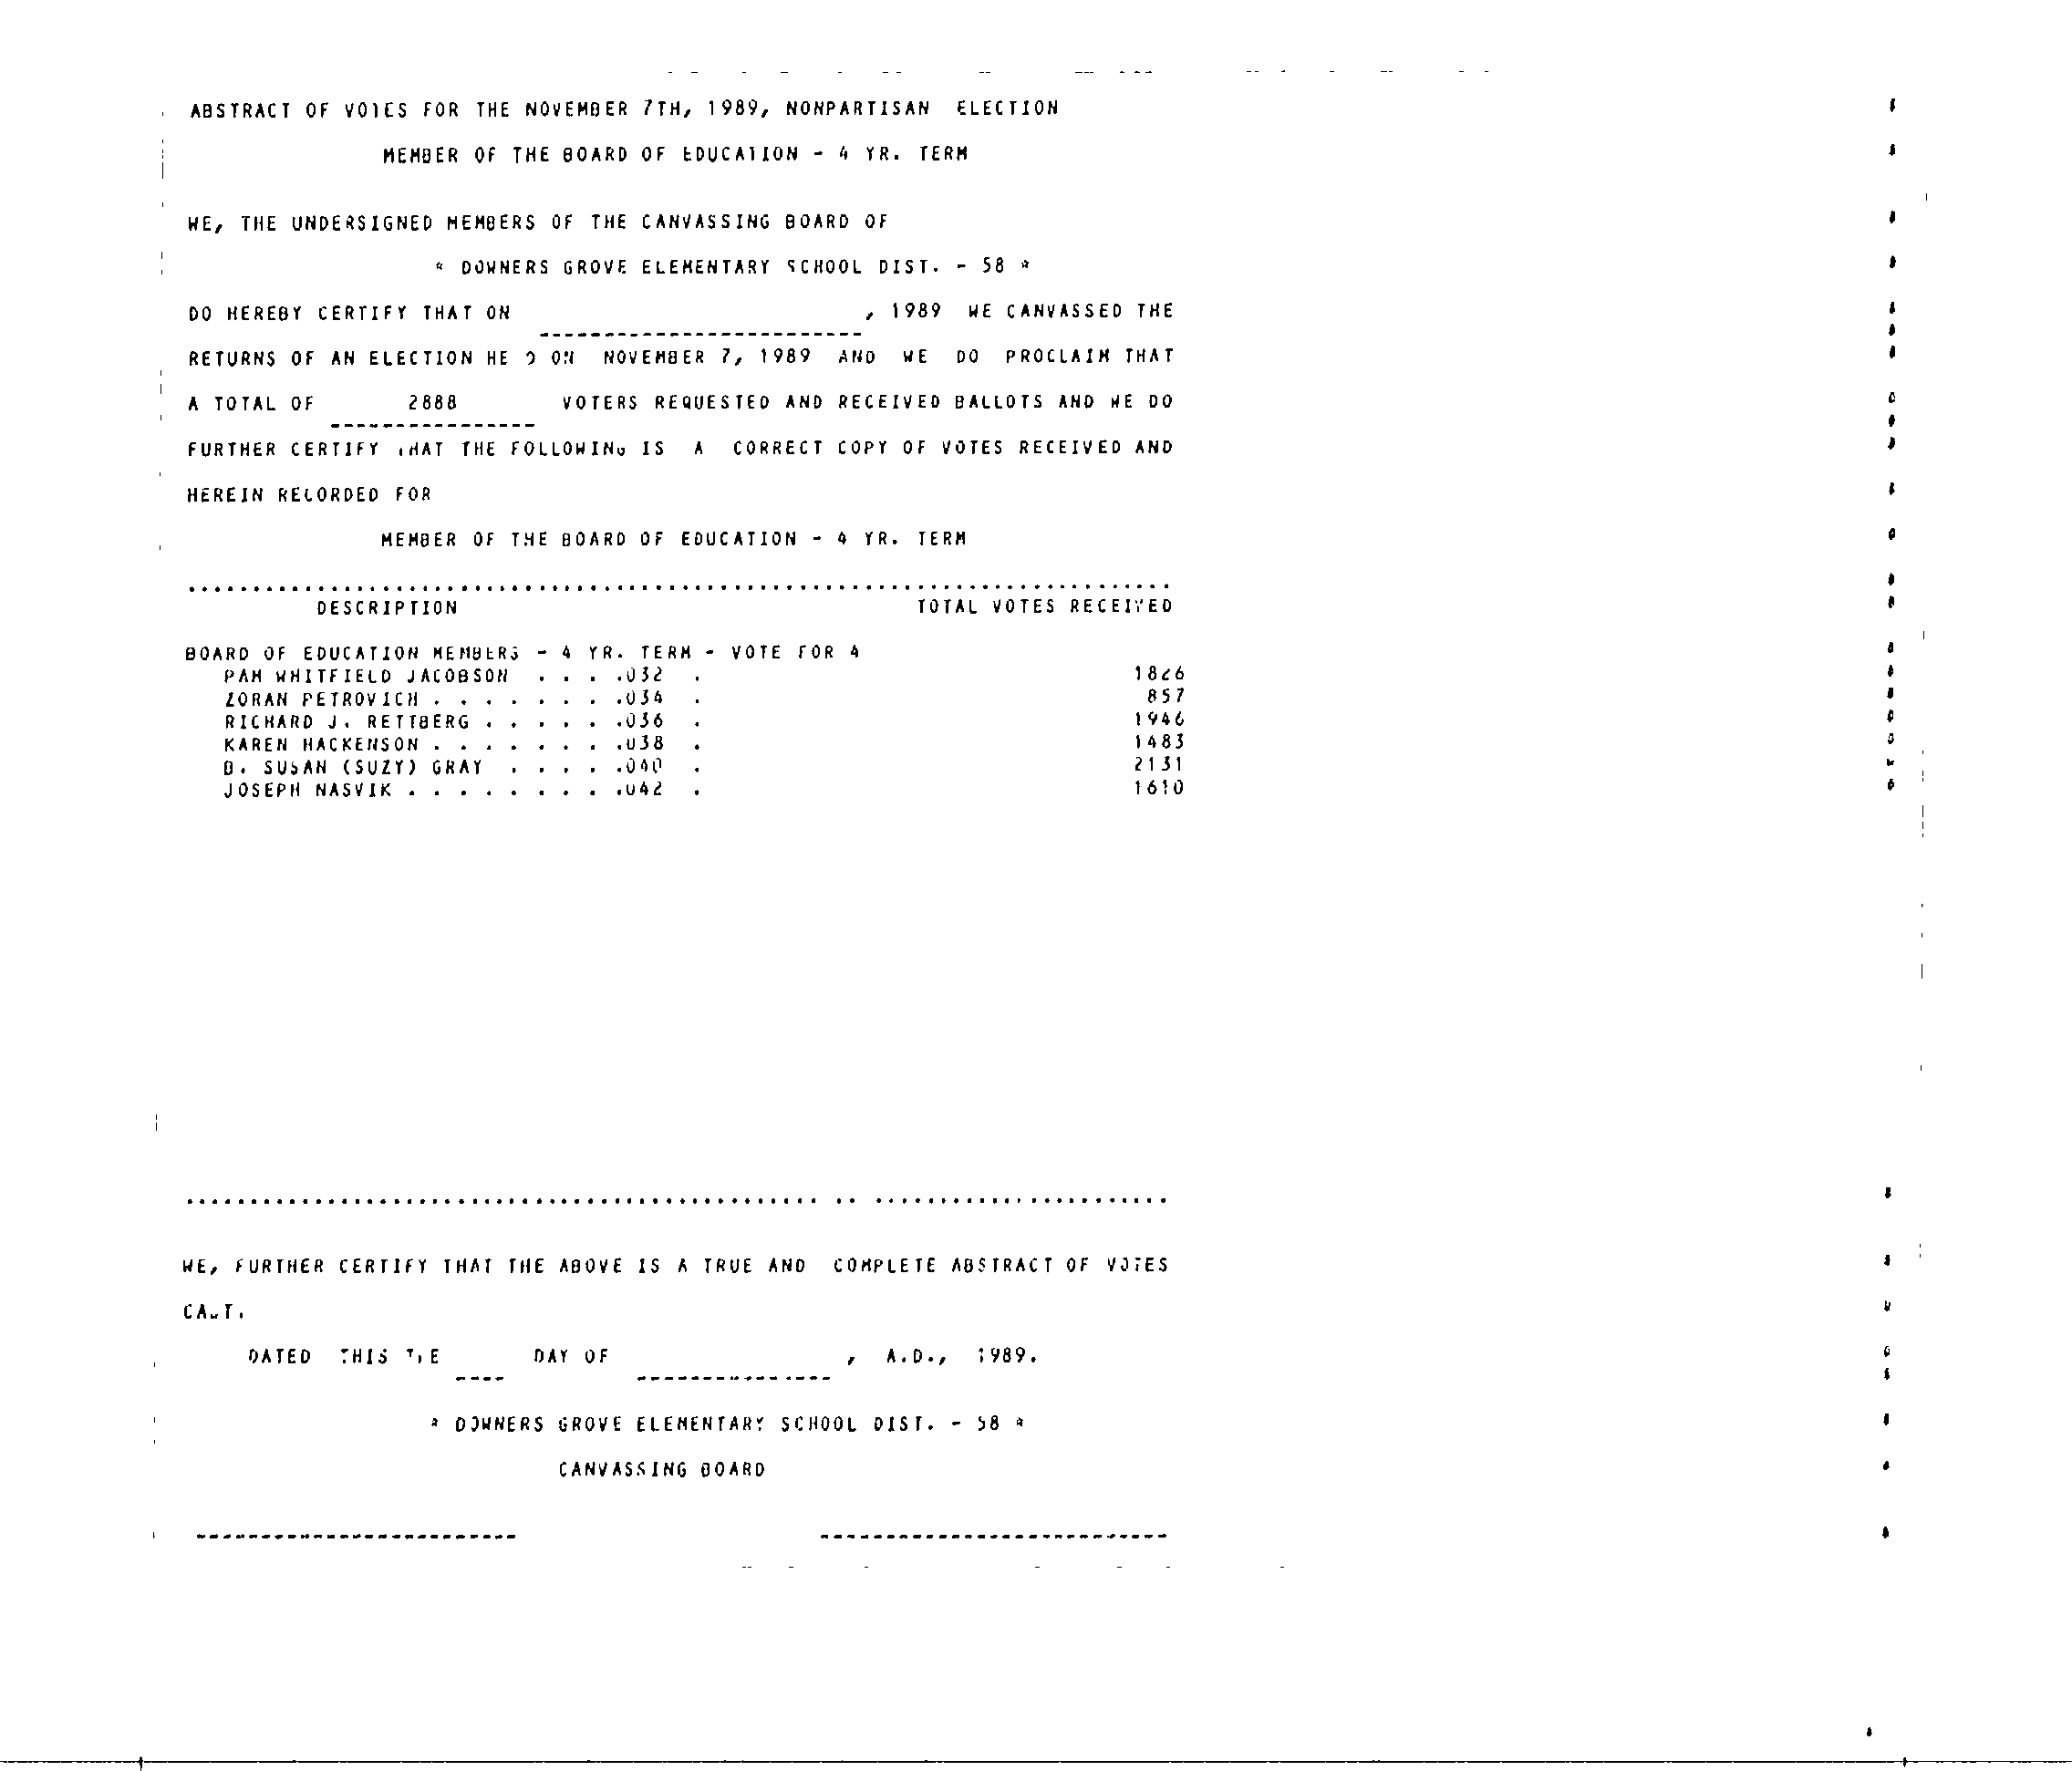 ABSTRACT OF VOTES FOR THE NOVEMBER 7TH, 1989, NONPARTISAN ELECTION
MEMBER OF THE BOARD OF EDUCATION - 4 YR. TERM
WE, THE UNDERSIGNED MEMBERS OF THE CANVASSING BOARD OF
* DOWNERS GROVE ELEMENTARY SCHOOL DIST. - 58 *
DO HEREBY CERTIFY THAT ON , 1989 WE CANVASSED THE
RETURNS OF AN ELECTION HELD ON NOVEMBER 7, 1989 AND WE DO PROCLAIM THAT
A TOTAL OF 2888 VOTERS REQUESTED AND RECEIVED BALLOTS AND WE DO
FURTHER CERTIFY THAT THE FOLLOWING IS A CORRECT COPY OF VOTES RECEIVED AND
HEREIN RECORDED FOR
MEMBER OF THE BOARD OF EDUCATION - 4 YR. TERM
DESCRIPTION TOTAL VOTES RECEIVED
BOARD OF EDUCATION MEMBERS - 4 YR. TERM - VOTE FOR 4
PAM WHITFIELD JACOBSON . . . .032 . 1826
ZORAN PETROVICH . . . . . . . .034 . 857
RICHARD J. RETTBERG . . . . . .036 . 1946
KAREN HACKENSON . . . . . . . .038 . 1483
B. SUSAN (SUZY) GRAY . . . . .040 . 2131
JOSEPH NASVIK . . . . . . . . .042 . 1610
WE, FURTHER CERTIFY THAT THE ABOVE IS A TRUE AND COMPLETE ABSTRACT OF VOTES
CAST.
DATED THIS THE DAY OF , A.D., 1989.
* DOWNERS GROVE ELEMENTARY SCHOOL DIST. - 58 *
CANVASSING BOARD